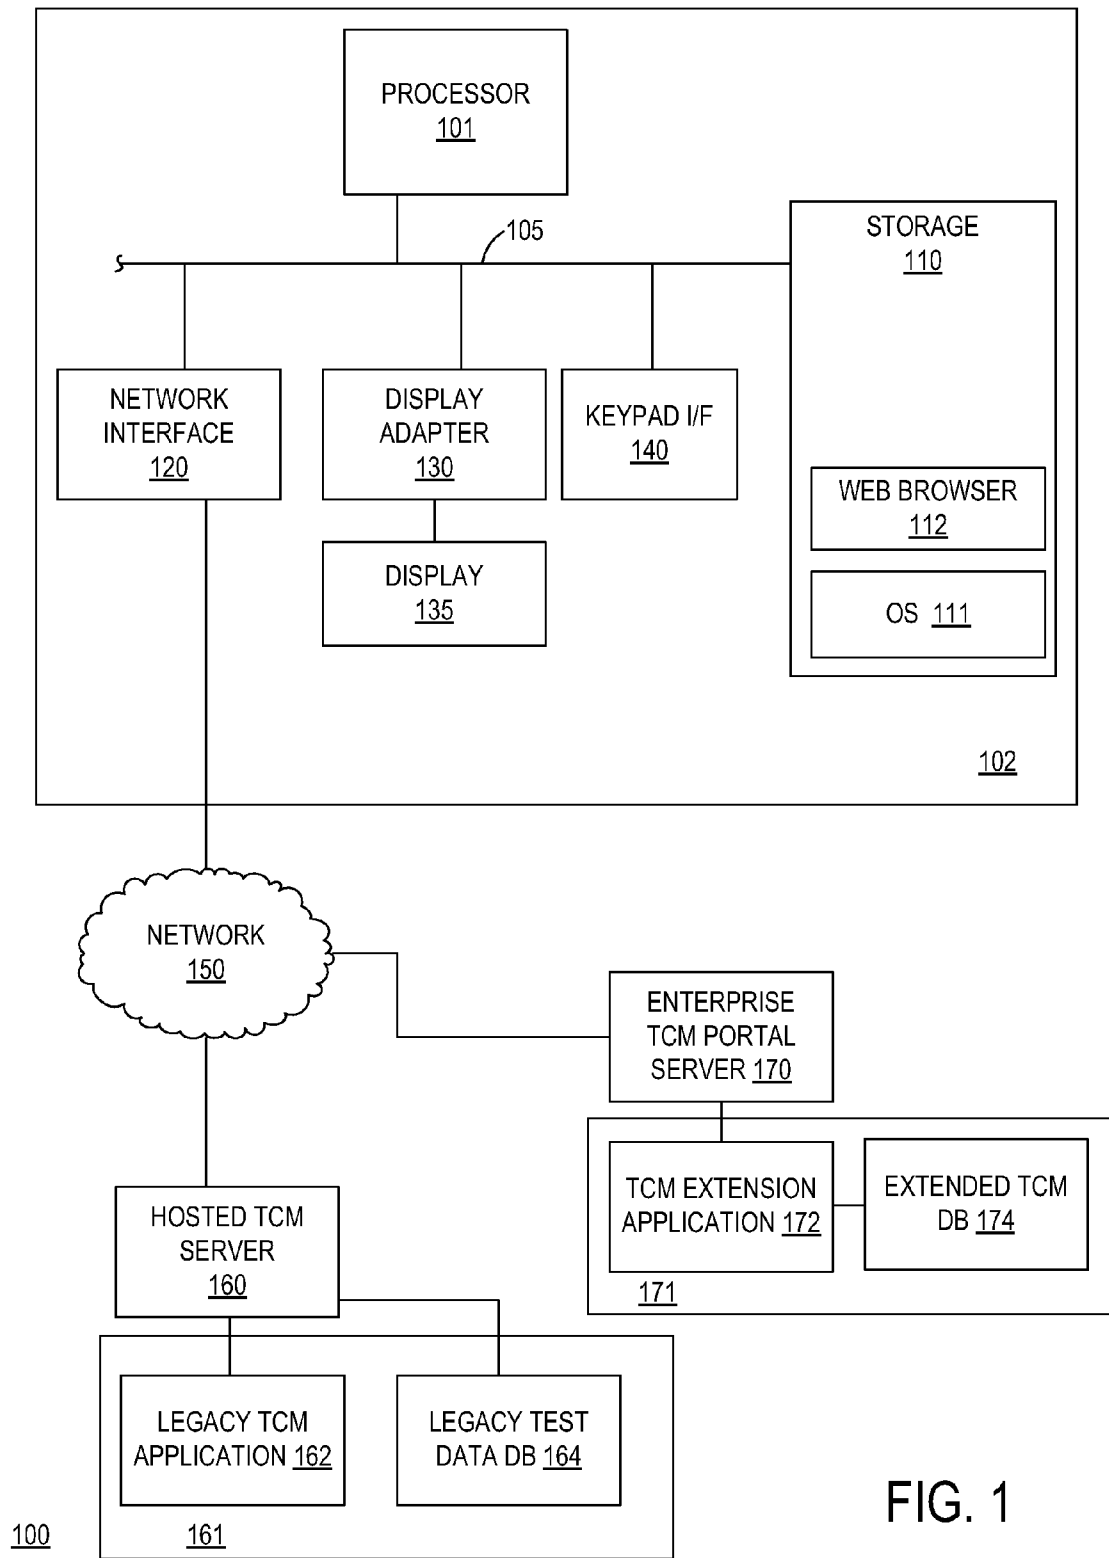 PROCESSOR
101
105
STORAGE
110
NETWORK
INTERFACE
120
DISPLAY
ADAPTER
130
KEYPAD I/F
140
WEB BROWSER
112
DISPLAY
135
OS 111
102
NETWORK
150
ENTERPRISE
TCM PORTAL
SERVER 170
TCM EXTENSION
APPLICATION 172
EXTENDED TCM
DB 174
171
HOSTED TCM
SERVER
160
LEGACY TCM
APPLICATION 162
LEGACY TEST
DATA DB 164
161
100
FIG. 1